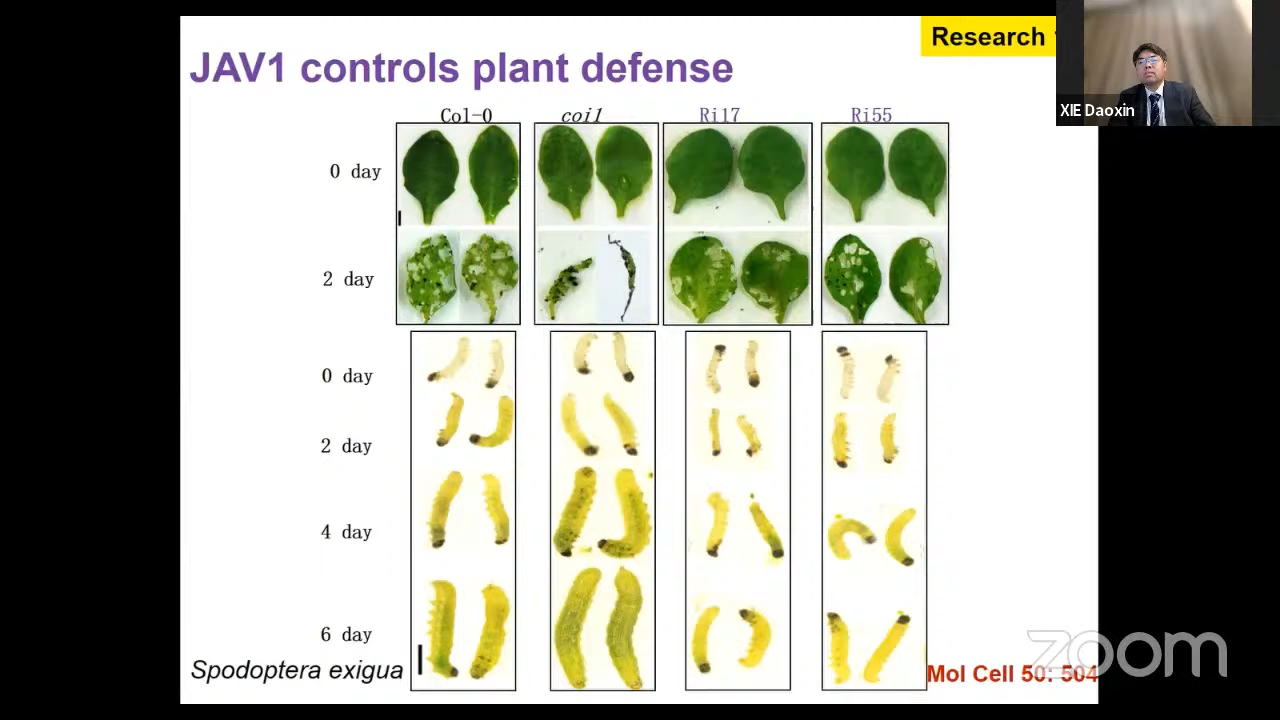 Research
JAV1 controls plant defense
XIE Daoxin
Col-0 coi1 Ri17 Ri55
0 day
2 day
0 day
2 day
4 day
6 day
Spodoptera exigua
Mol Cell 50: 504
zoom